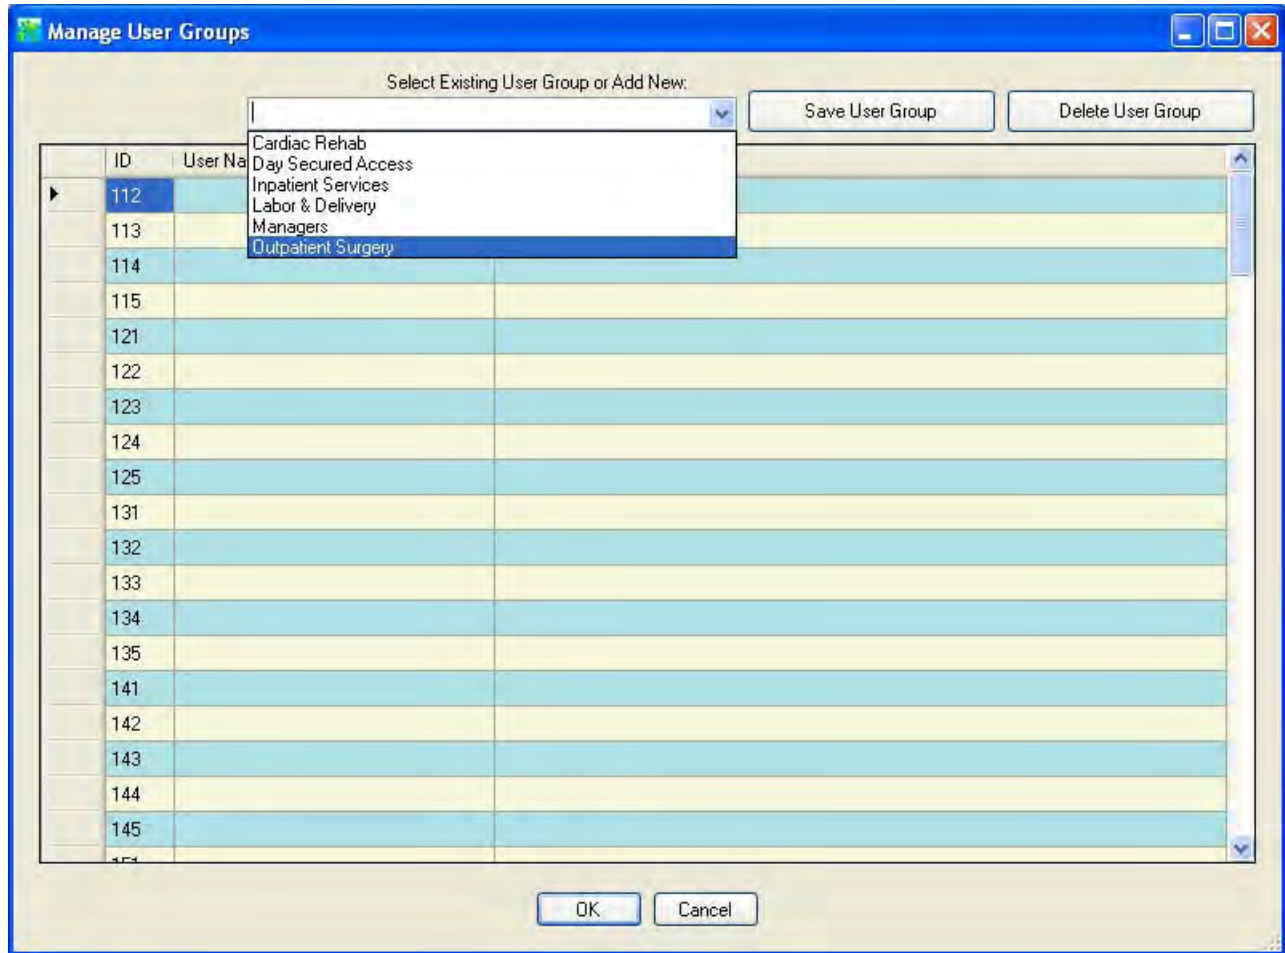 Manage User Groups
Select Existing User Group or Add New:
Save User Group
Delete User Group
Cardiac Rehab
Day Secured Access
Inpatient Services
Labor & Delivery
Managers
Outpatient Surgery
ID User Na
112
113
114
115
121
122
123
124
125
131
132
133
134
135
141
142
143
144
145
OK
Cancel